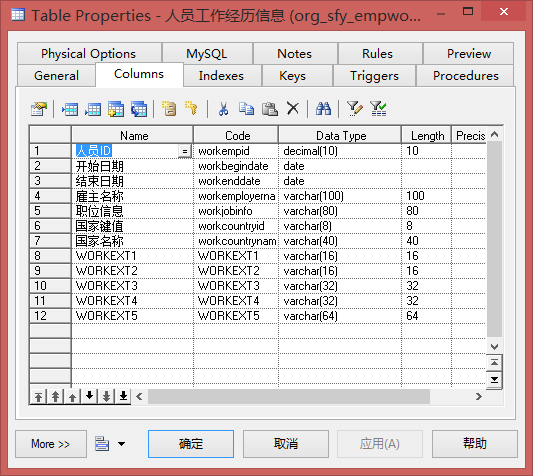 Table Properties - 人员工作经历信息 (org_sfy_empwo...
Physical Options MySQL Notes Rules Preview
General Columns Indexes Keys Triggers Procedures
Name Code Data Type Length Precis
1 人员ID = workempid decimal(10) 10
2 开始日期 workbegindate date
3 结束日期 workenddate date
4 雇主名称 workemployerna varchar(100) 100
5 职位信息 workjobinfo varchar(80) 80
6 国家键值 workcountryid varchar(8) 8
7 国家名称 workcountrynam varchar(40) 40
8 WORKEXT1 WORKEXT1 varchar(16) 16
9 WORKEXT2 WORKEXT2 varchar(16) 16
10 WORKEXT3 WORKEXT3 varchar(32) 32
11 WORKEXT4 WORKEXT4 varchar(32) 32
12 WORKEXT5 WORKEXT5 varchar(64) 64
More >> 确定 取消 应用(A) 帮助